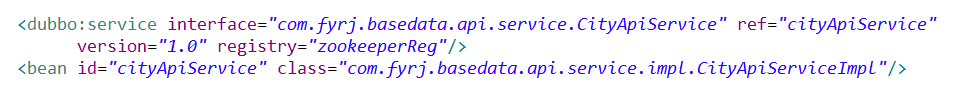 <dubbo:service interface="com.fyrj.basedata.api.service.CityApiService" ref="cityApiService"
version="1.0" registry="zookeeperReg"/>
<bean id="cityApiService" class="com.fyrj.basedata.api.service.impl.CityApiServiceImpl"/>